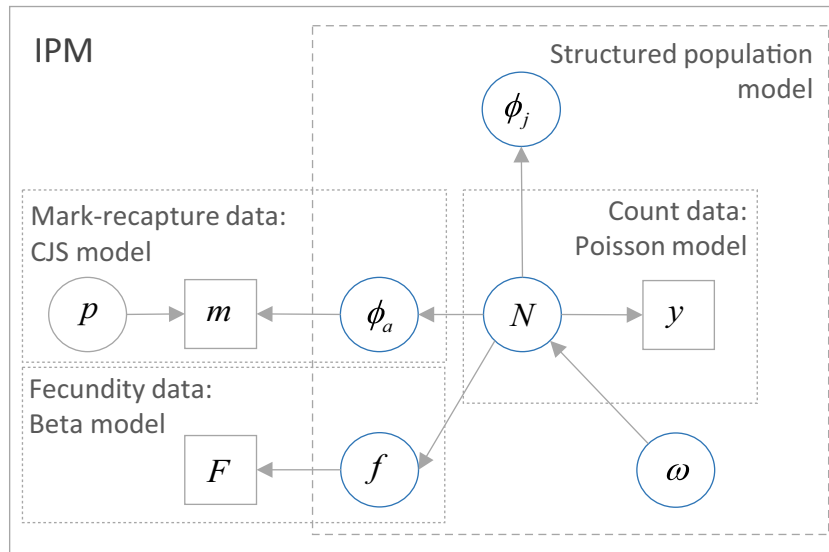 IPM
Structured population
model
ϕj
Mark-recapture data:
CJS model
Count data:
Poisson model
p
m
ϕa
N
y
Fecundity data:
Beta model
F
f
ω